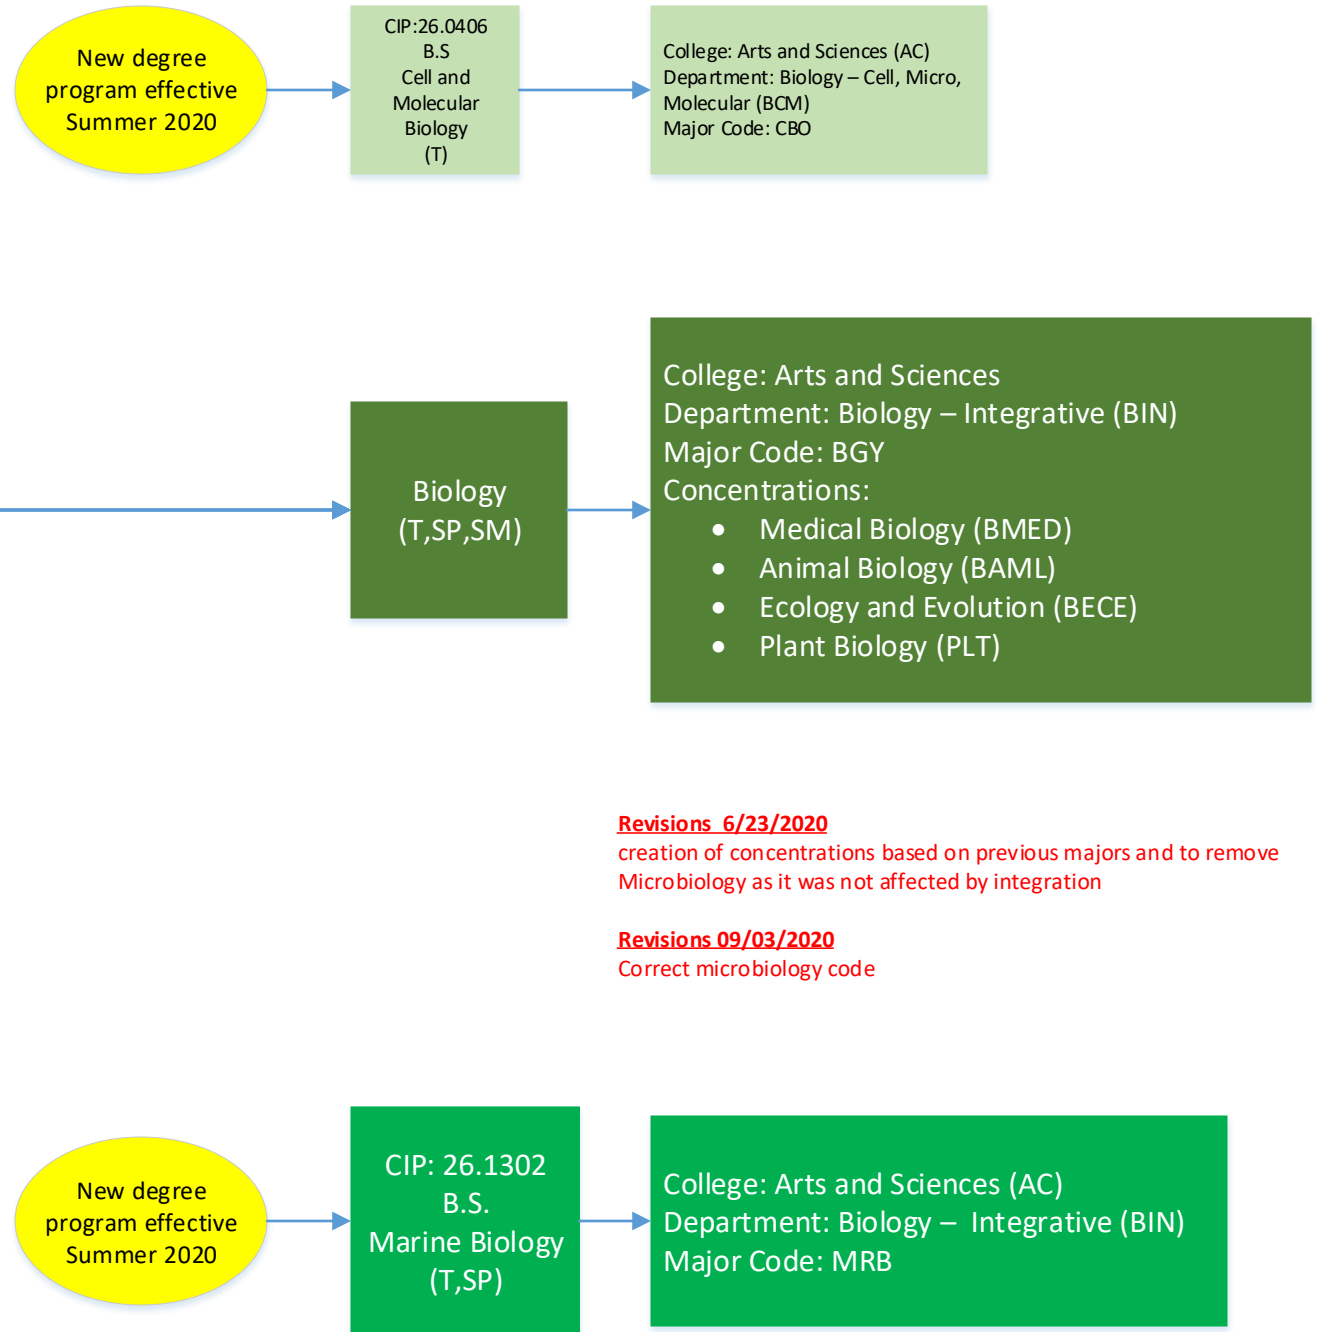 New degree
program effective
Summer 2020
CIP:26.0406
B.S
Cell and
Molecular
Biology
(T)
College: Arts and Sciences (AC)
Department: Biology – Cell, Micro,
Molecular (BCM)
Major Code: CBO
Biology
(T,SP,SM)
College: Arts and Sciences
Department: Biology – Integrative (BIN)
Major Code: BGY
Concentrations:
• Medical Biology (BMED)
• Animal Biology (BAML)
• Ecology and Evolution (BECE)
• Plant Biology (PLT)
Revisions 6/23/2020
creation of concentrations based on previous majors and to remove
Microbiology as it was not affected by integration
Revisions 09/03/2020
Correct microbiology code
New degree
program effective
Summer 2020
CIP: 26.1302
B.S.
Marine Biology
(T,SP)
College: Arts and Sciences (AC)
Department: Biology – Integrative (BIN)
Major Code: MRB